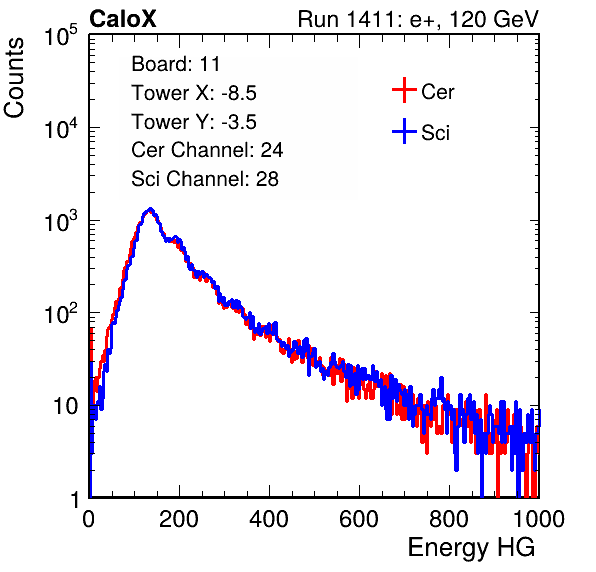 CaloX Run 1411: e+, 120 GeV
Counts
Board: 11
Tower X: -8.5
Tower Y: -3.5
Cer Channel: 24
Sci Channel: 28
Cer
Sci
10^5
10^4
10^3
10^2
10
1
0 200 400 600 800 1000
Energy HG